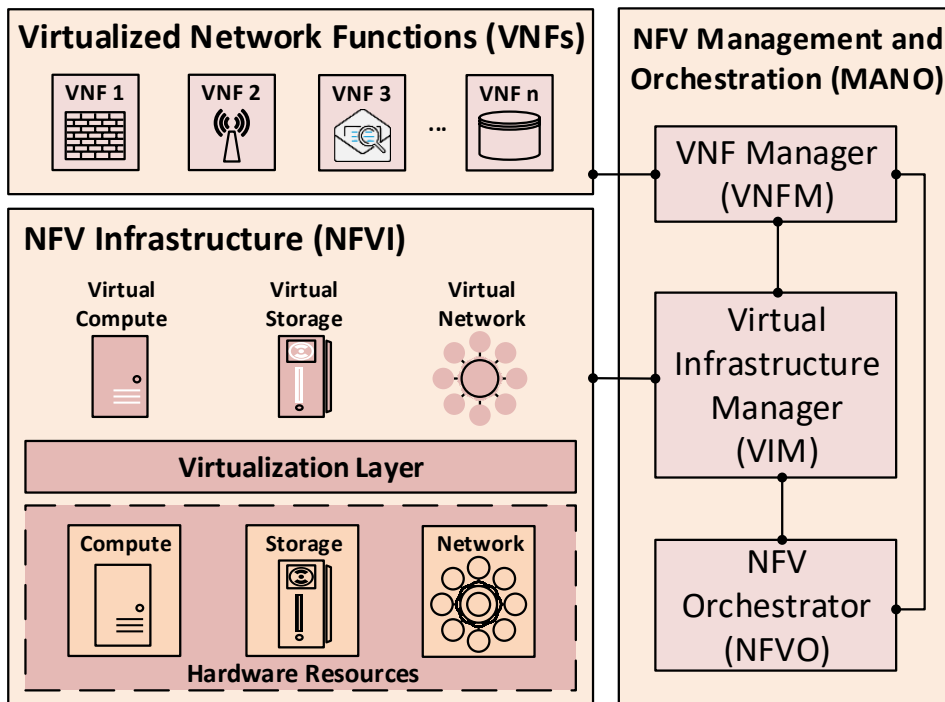 Virtualized Network Functions (VNFs)
VNF 1
VNF 2
VNF 3
...
VNF n
NFV Infrastructure (NFVI)
Virtual
Compute
Virtual
Storage
Virtual
Network
Virtualization Layer
Compute
Storage
Network
Hardware Resources
NFV Management and
Orchestration (MANO)
VNF Manager
(VNFM)
Virtual
Infrastructure
Manager
(VIM)
NFV
Orchestrator
(NFVO)